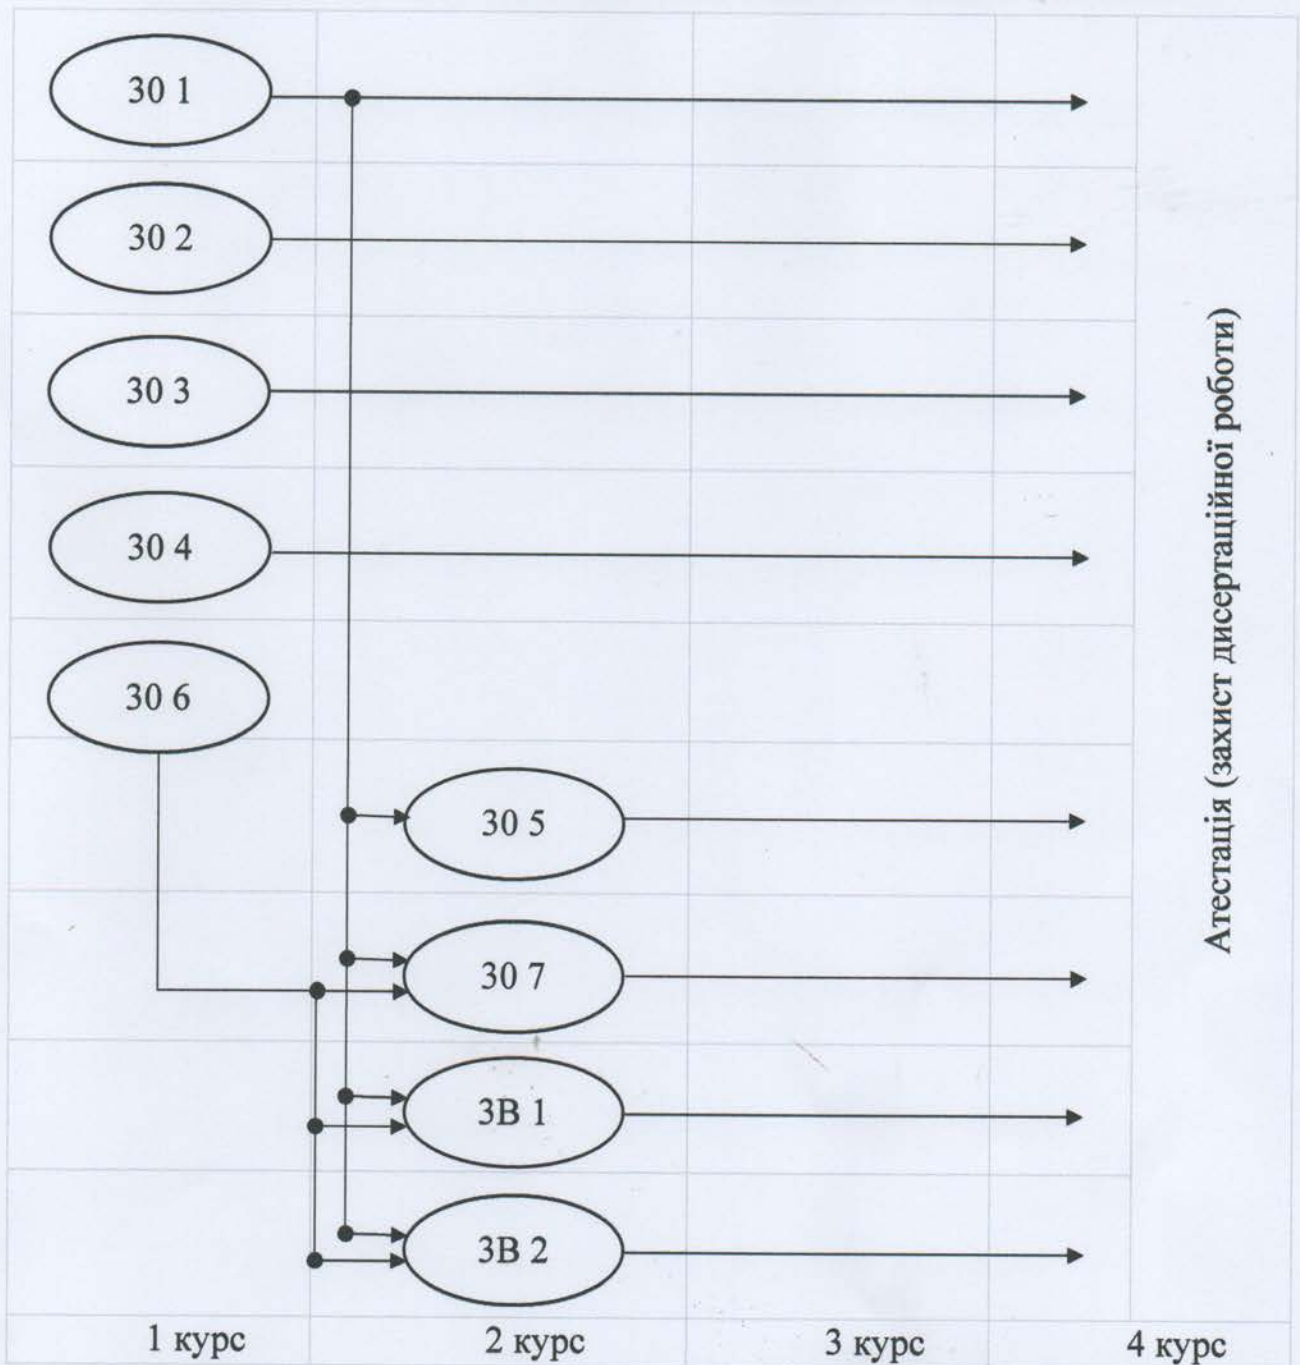 ЗО 1
ЗО 2
ЗО 3
ЗО 4
ЗО 6
ЗО 5
ЗО 7
ЗВ 1
ЗВ 2
Атестація (захист дисертаційної роботи)
1 курс
2 курс
3 курс
4 курс